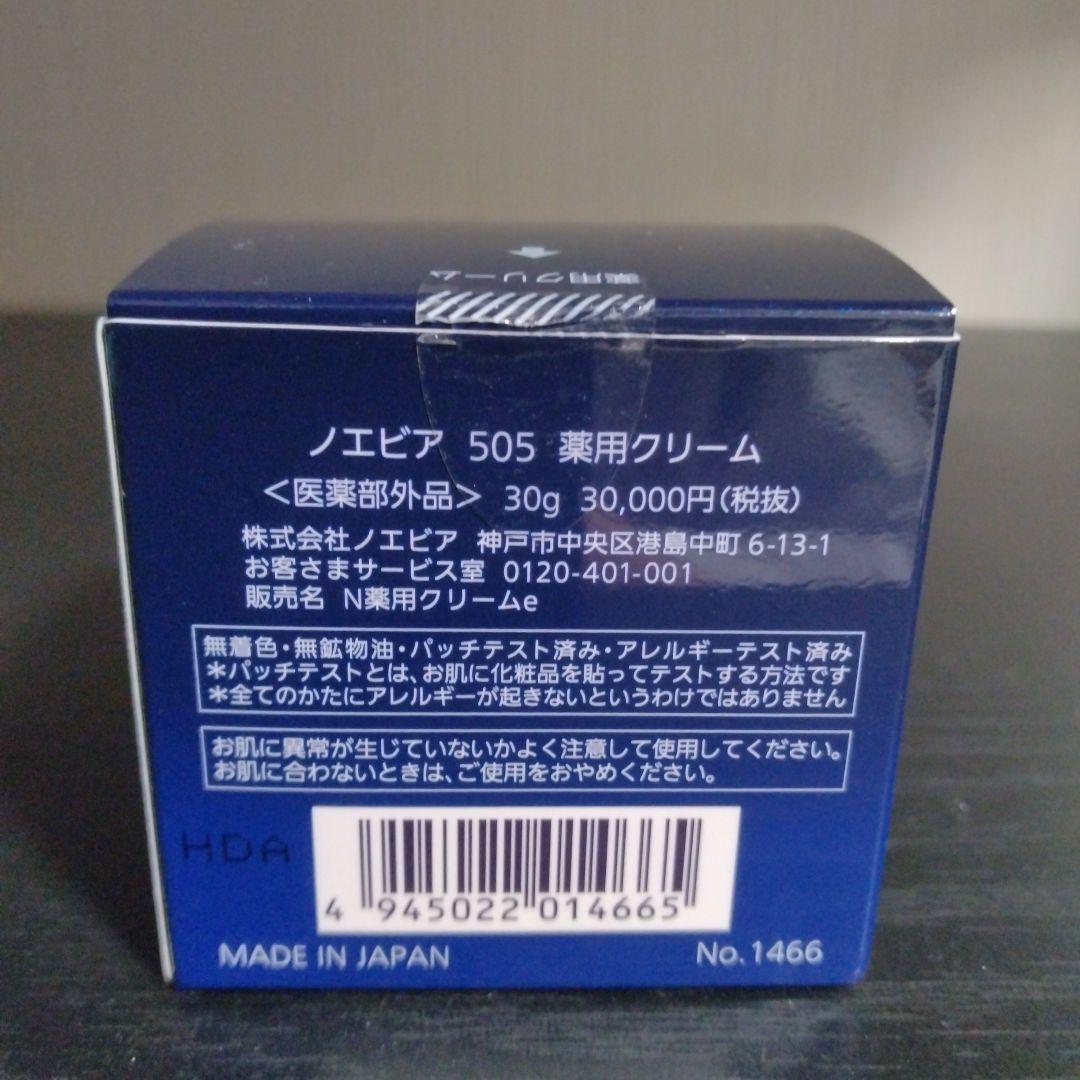 薬用クリーム
ノエビア 505 薬用クリーム
＜医薬部外品＞ 30g 30,000円(税抜)
株式会社ノエビア 神戸市中央区港島中町6-13-1
お客さまサービス室 0120-401-001
販売名 N薬用クリームe
無着色・無鉱物油・パッチテスト済み・アレルギーテスト済み
＊パッチテストとは、お肌に化粧品を貼ってテストする方法です
＊全てのかたにアレルギーが起きないというわけではありません
お肌に異常が生じていないかよく注意して使用してください。
お肌に合わないときは、ご使用をおやめください。
HDA
4 945022 014665
MADE IN JAPAN No.1466